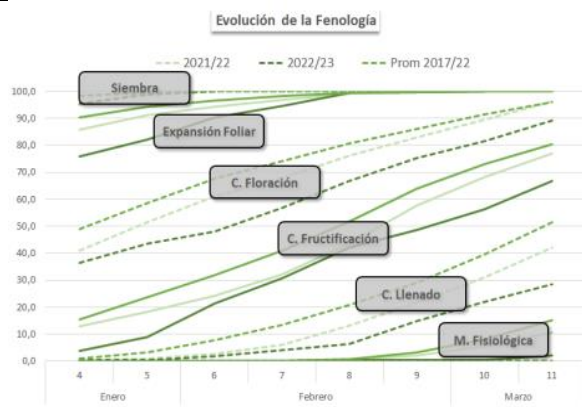 Evolución de la Fenología
2021/22 2022/23 Prom 2017/22
Siembra
Expansión Foliar
C. Floración
C. Fructificación
C. Llenado
M. Fisiológica
100,0
90,0
80,0
70,0
60,0
50,0
40,0
30,0
20,0
10,0
0,0
4 5 6 7 8 9 10 11
Enero Febrero Marzo